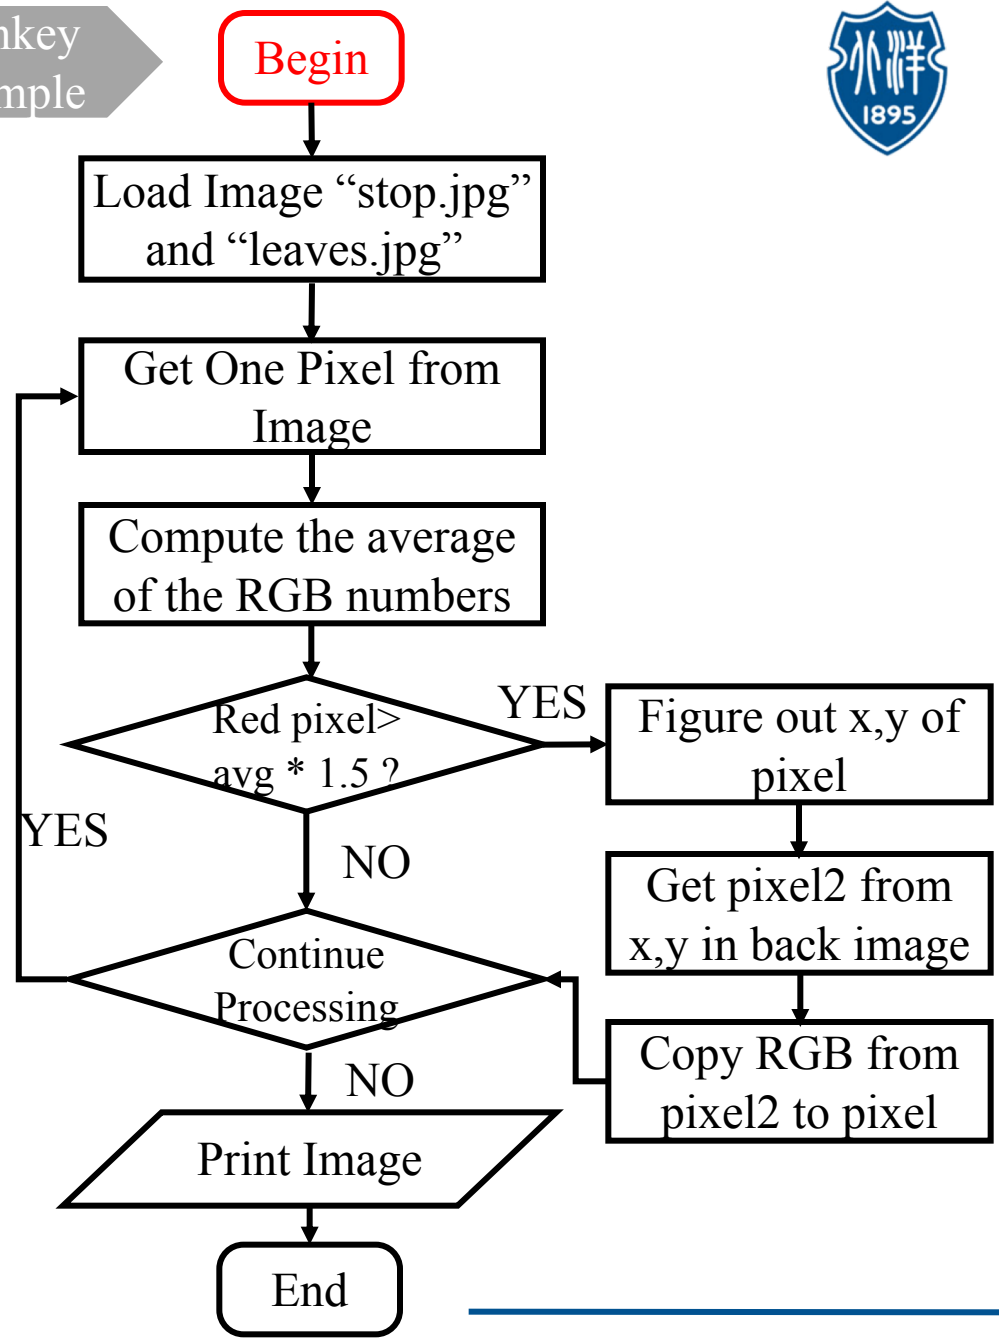 Begin
Load Image “stop.jpg”
and “leaves.jpg”
Get One Pixel from
Image
Compute the average
of the RGB numbers
Red pixel>
avg * 1.5 ?
YES
Figure out x,y of
pixel
YES
NO
Get pixel2 from
x,y in back image
Continue
Processing
Copy RGB from
pixel2 to pixel
NO
Print Image
End
1895